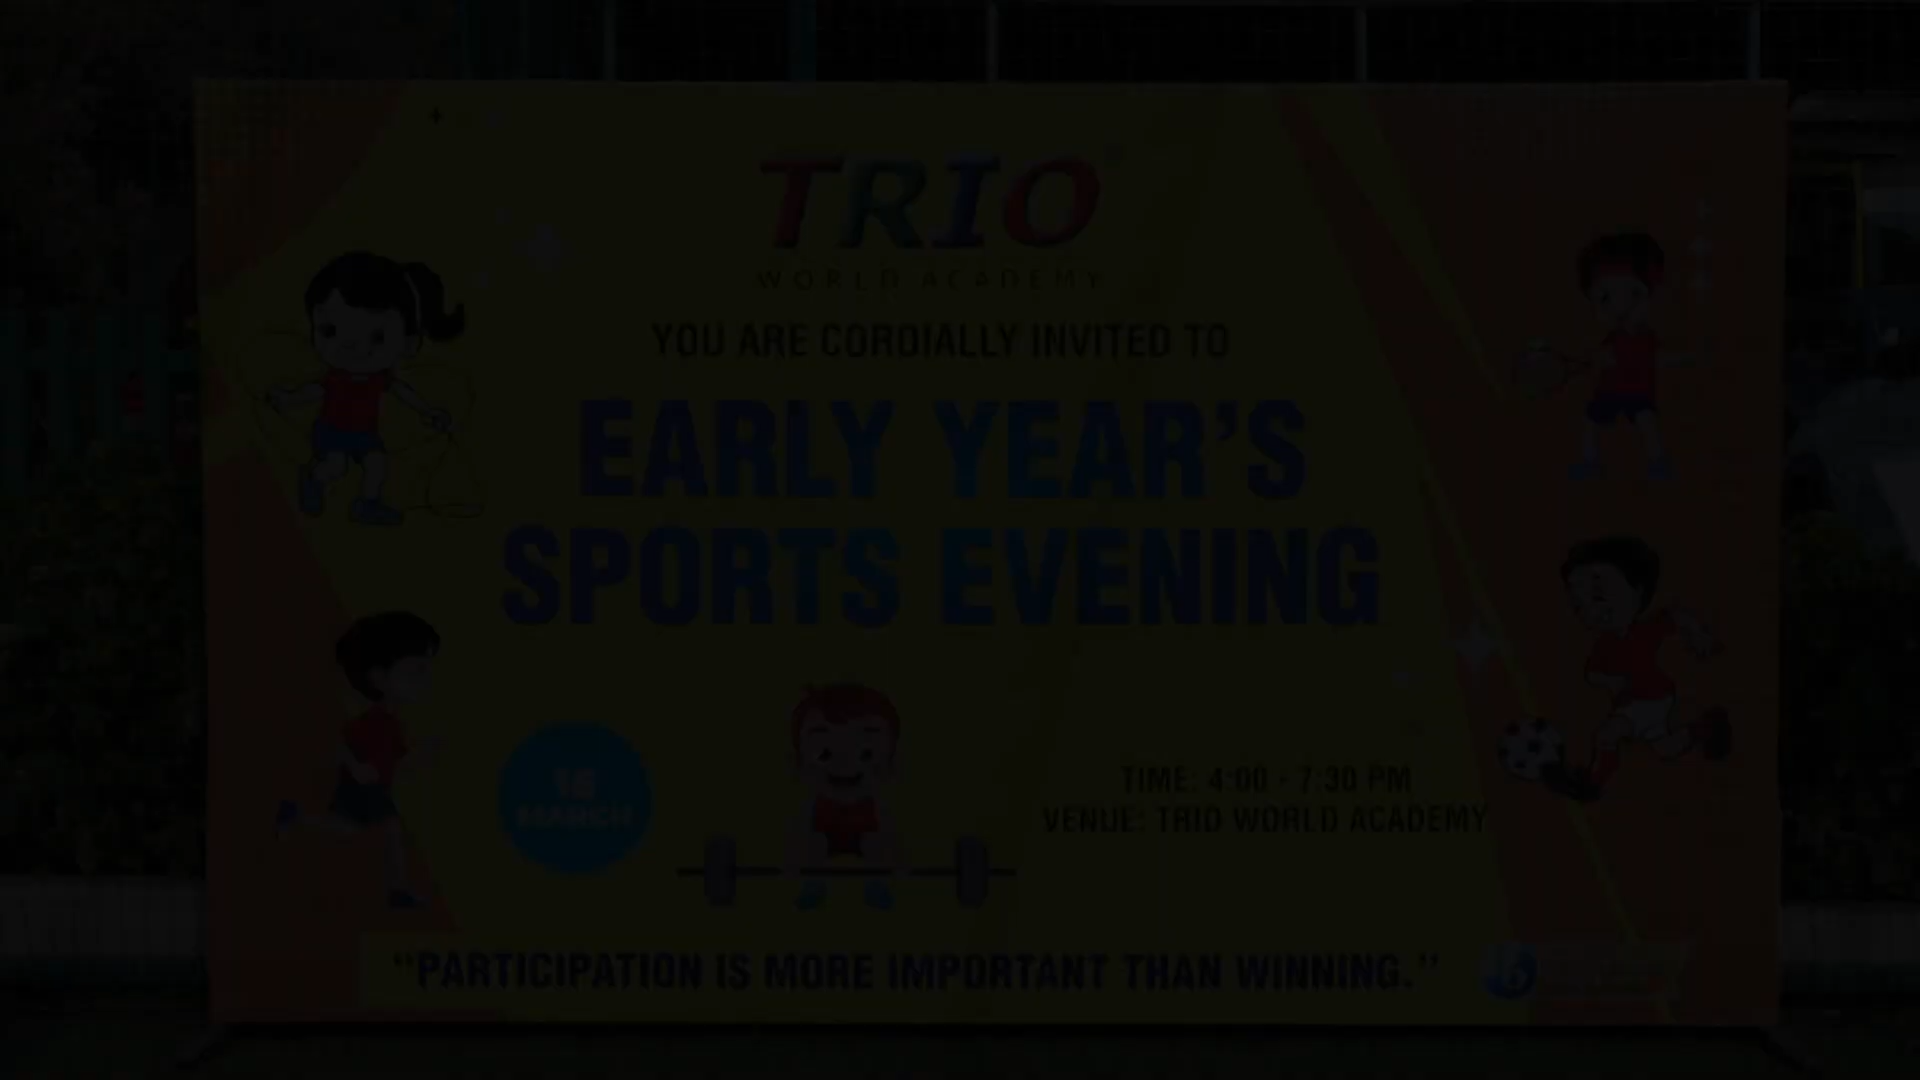 TRIO
WORLD ACADEMY
YOU ARE CORDIALLY INVITED TO
EARLY YEAR'S
SPORTS EVENING
16
MARCH
TIME: 4:00 - 7:30 PM
VENUE: TRIO WORLD ACADEMY
"PARTICIPATION IS MORE IMPORTANT THAN WINNING."